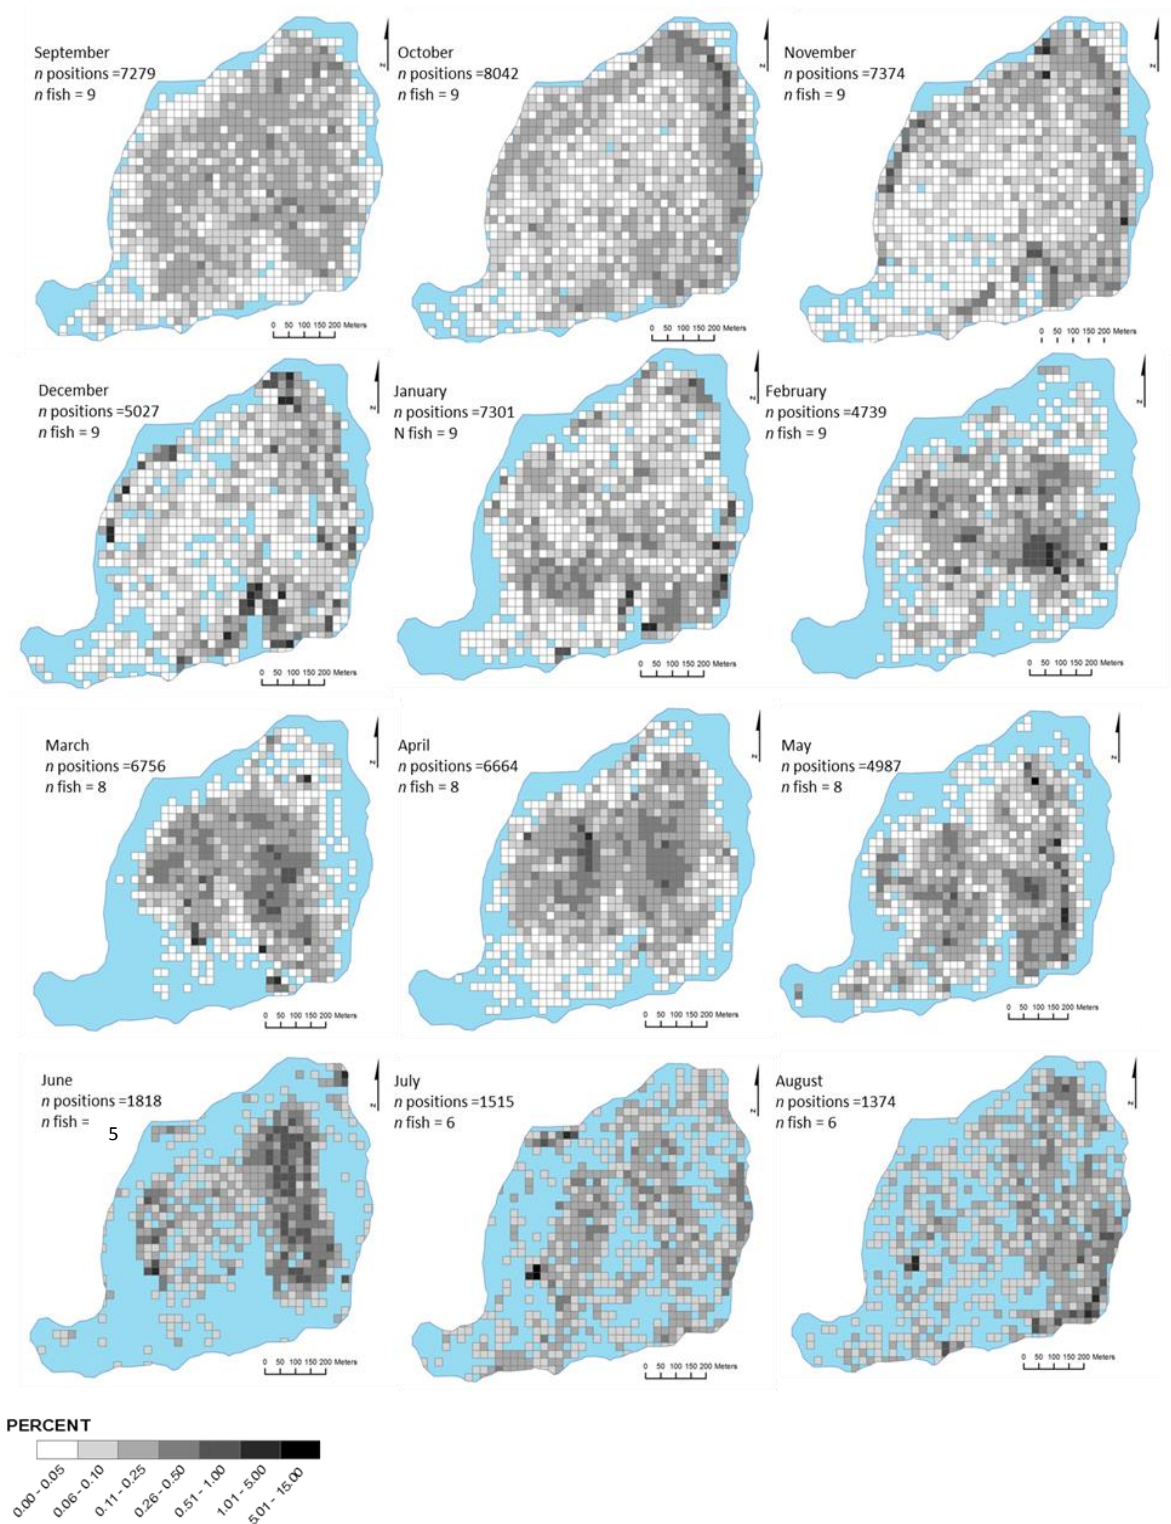 September
n positions =7279
n fish = 9
z
0 50 100 150 200 Meters
October
n positions =8042
n fish = 9
z
0 50 100 150 200 Meters
November
n positions =7374
n fish = 9
z
0 50 100 150 200 Meters
December
n positions =5027
n fish = 9
z
0 50 100 150 200 Meters
January
n positions =7301
N fish = 9
z
0 50 100 150 200 Meters
February
n positions =4739
n fish = 9
z
0 50 100 150 200 Meters
March
n positions =6756
n fish = 8
z
0 50 100 150 200 Meters
April
n positions =6664
n fish = 8
z
0 50 100 150 200 Meters
May
n positions =4987
n fish = 8
z
0 50 100 150 200 Meters
June
n positions =1818
n fish = 5
z
0 50 100 150 200 Meters
July
n positions =1515
n fish = 6
z
0 50 100 150 200 Meters
August
n positions =1374
n fish = 6
z
0 50 100 150 200 Meters
PERCENT
0.00 - 0.05
0.06 - 0.10
0.11 - 0.25
0.26 - 0.50
0.51 - 1.00
1.01 - 5.00
5.01 - 15.00